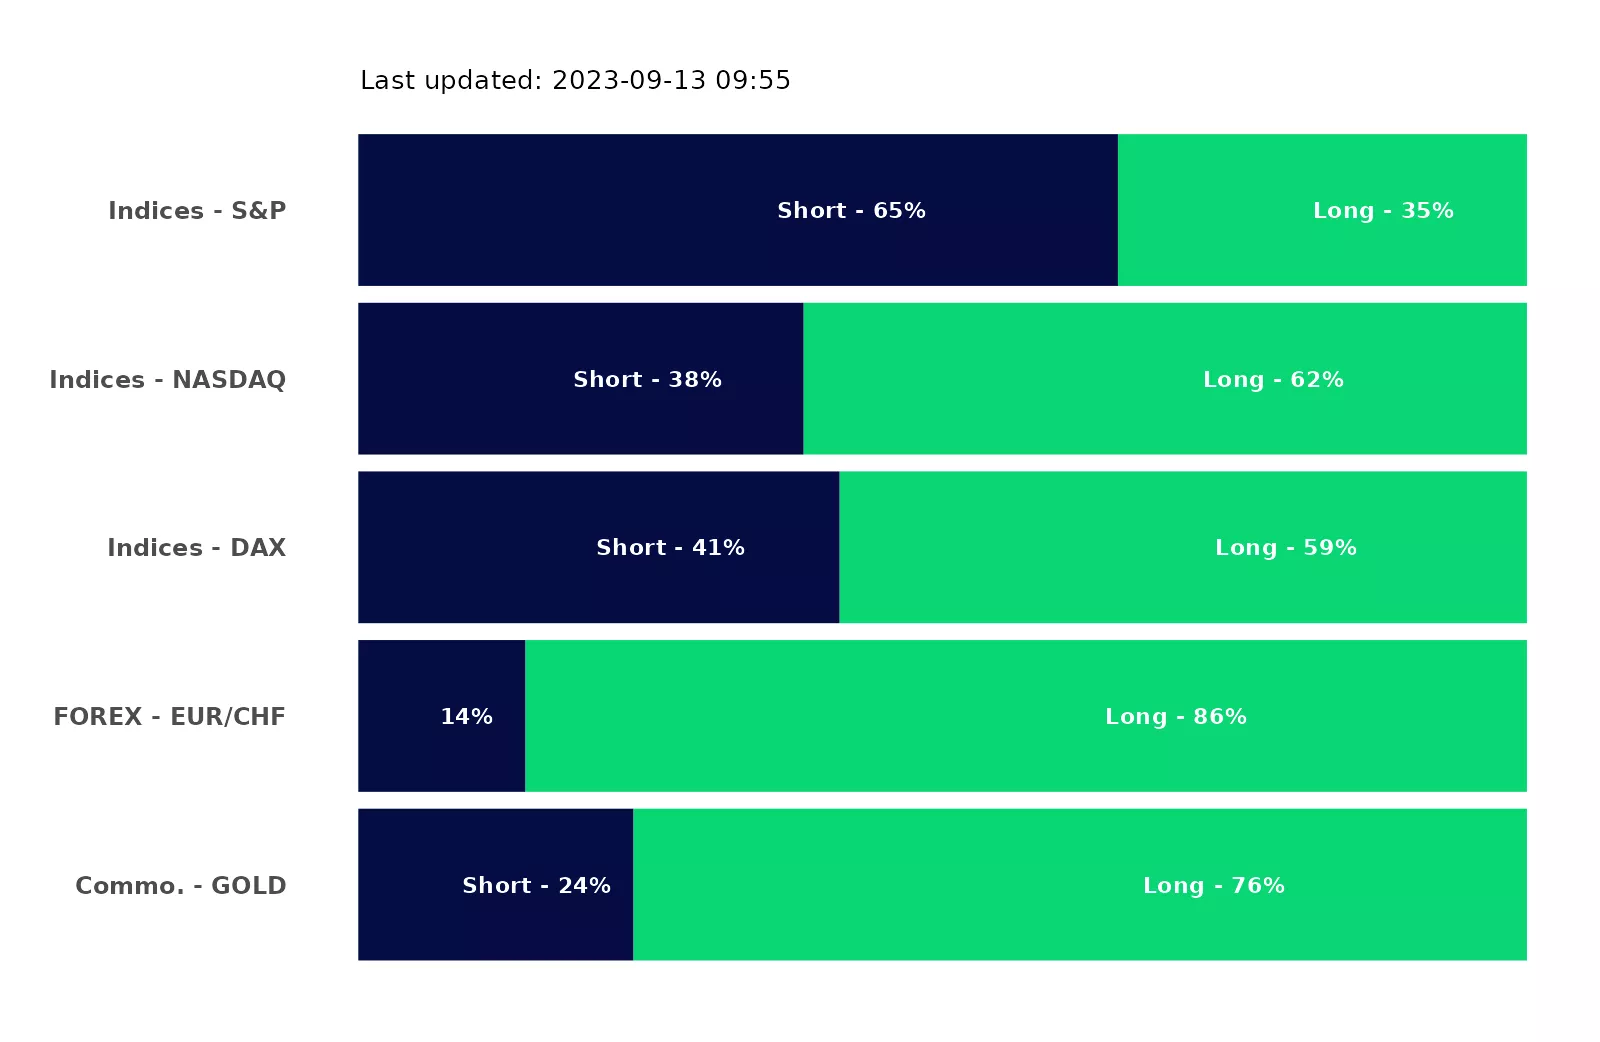 Last updated: 2023-09-13 09:55
Indices - S&P Short - 65% Long - 35%
Indices - NASDAQ Short - 38% Long - 62%
Indices - DAX Short - 41% Long - 59%
FOREX - EUR/CHF 14% Long - 86%
Commo. - GOLD Short - 24% Long - 76%